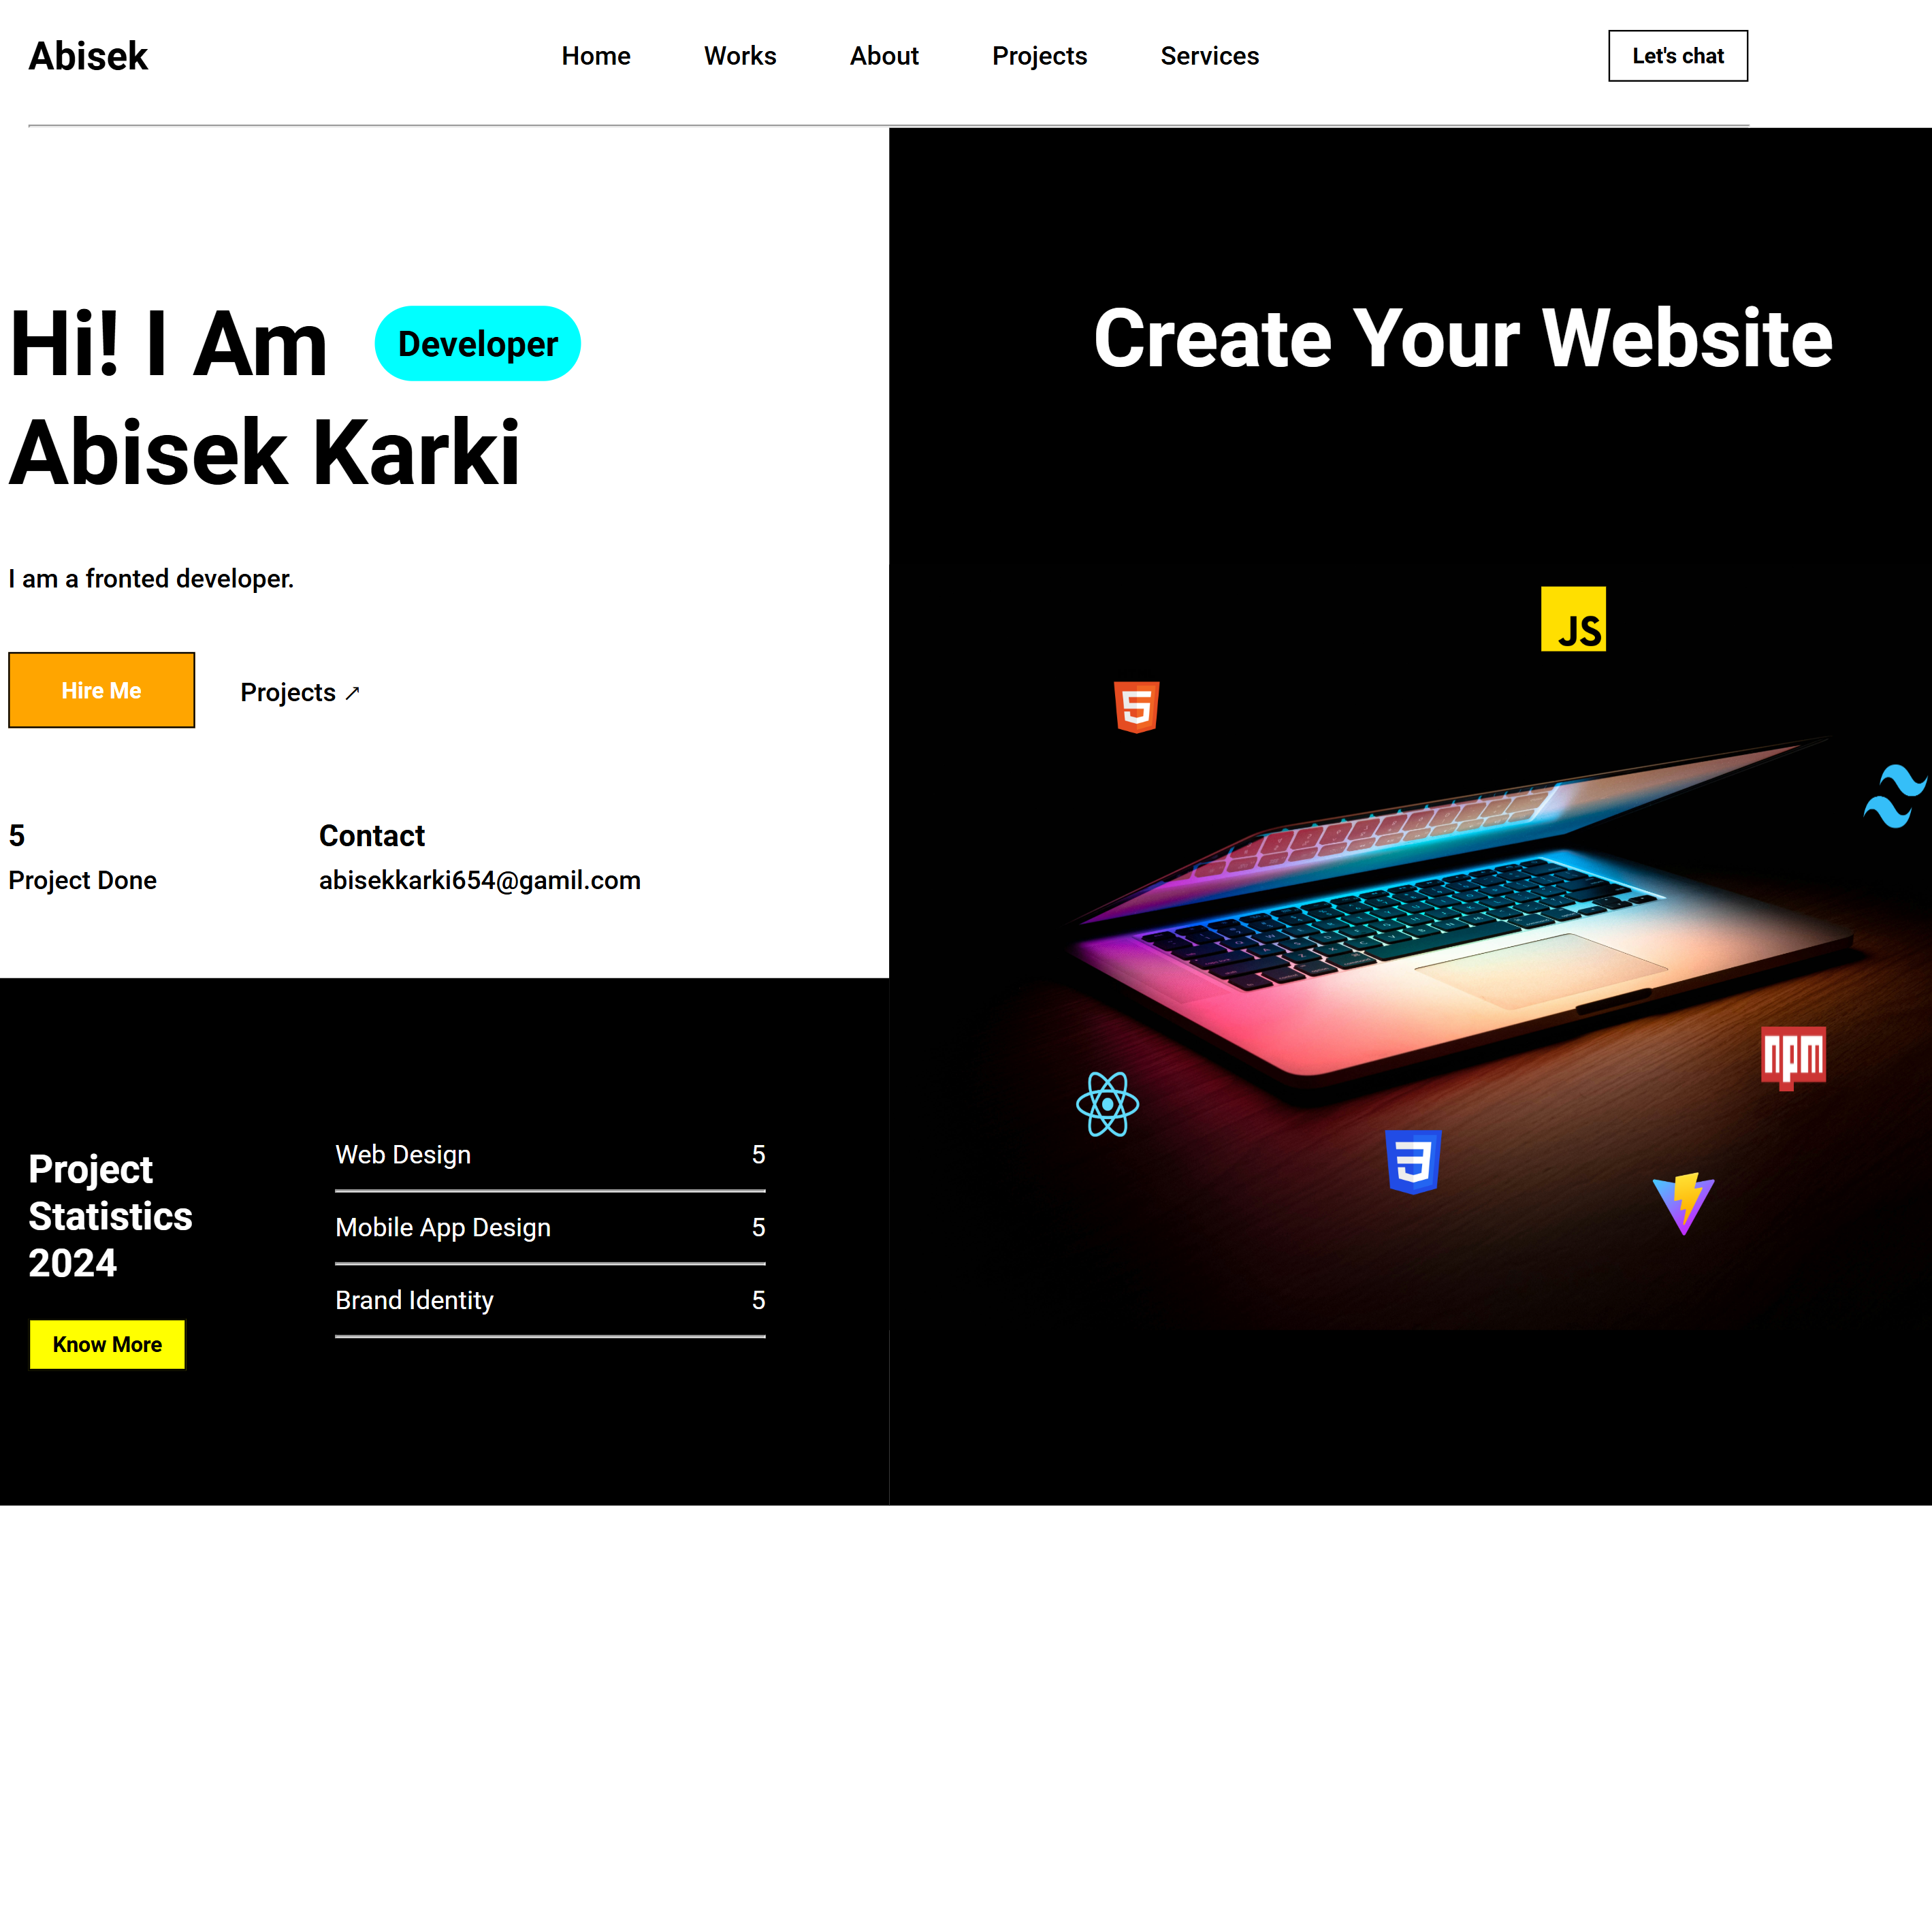 Abisek
Home Works About Projects Services
Let's chat
Hi! I Am Developer
Abisek Karki
I am a fronted developer.
Hire Me Projects ↗
5
Project Done
Contact
abisekkarki654@gamil.com
Project
Statistics
2024
Know More
Web Design 5
Mobile App Design 5
Brand Identity 5
Create Your Website
JS
5
npm
3